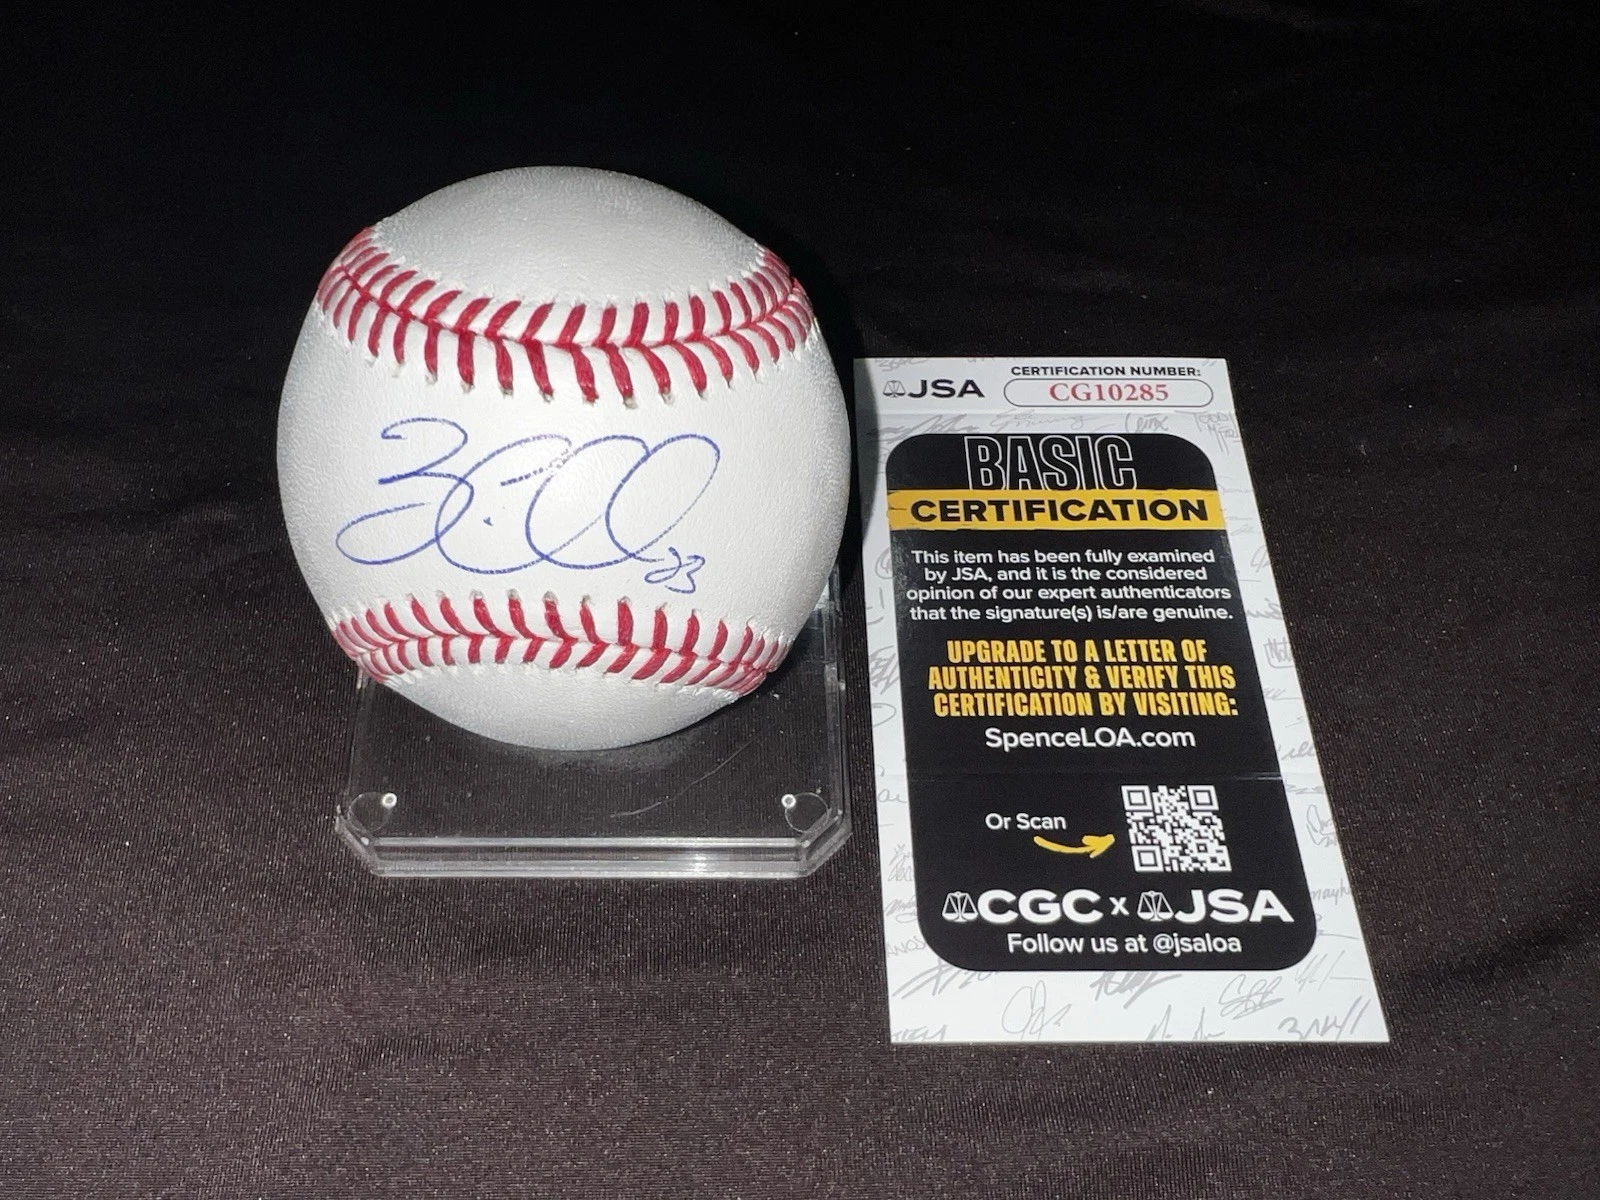 23
JSA
CERTIFICATION NUMBER:
CG10285
BASIC
CERTIFICATION
This item has been fully examined
by JSA, and it is the considered
opinion of our expert authenticators
that the signature(s) is/are genuine.
UPGRADE TO A LETTER OF
AUTHENTICITY & VERIFY THIS
CERTIFICATION BY VISITING:
SpenceLOA.com
Or Scan
CGC x JSA
Follow us at @jsaloa